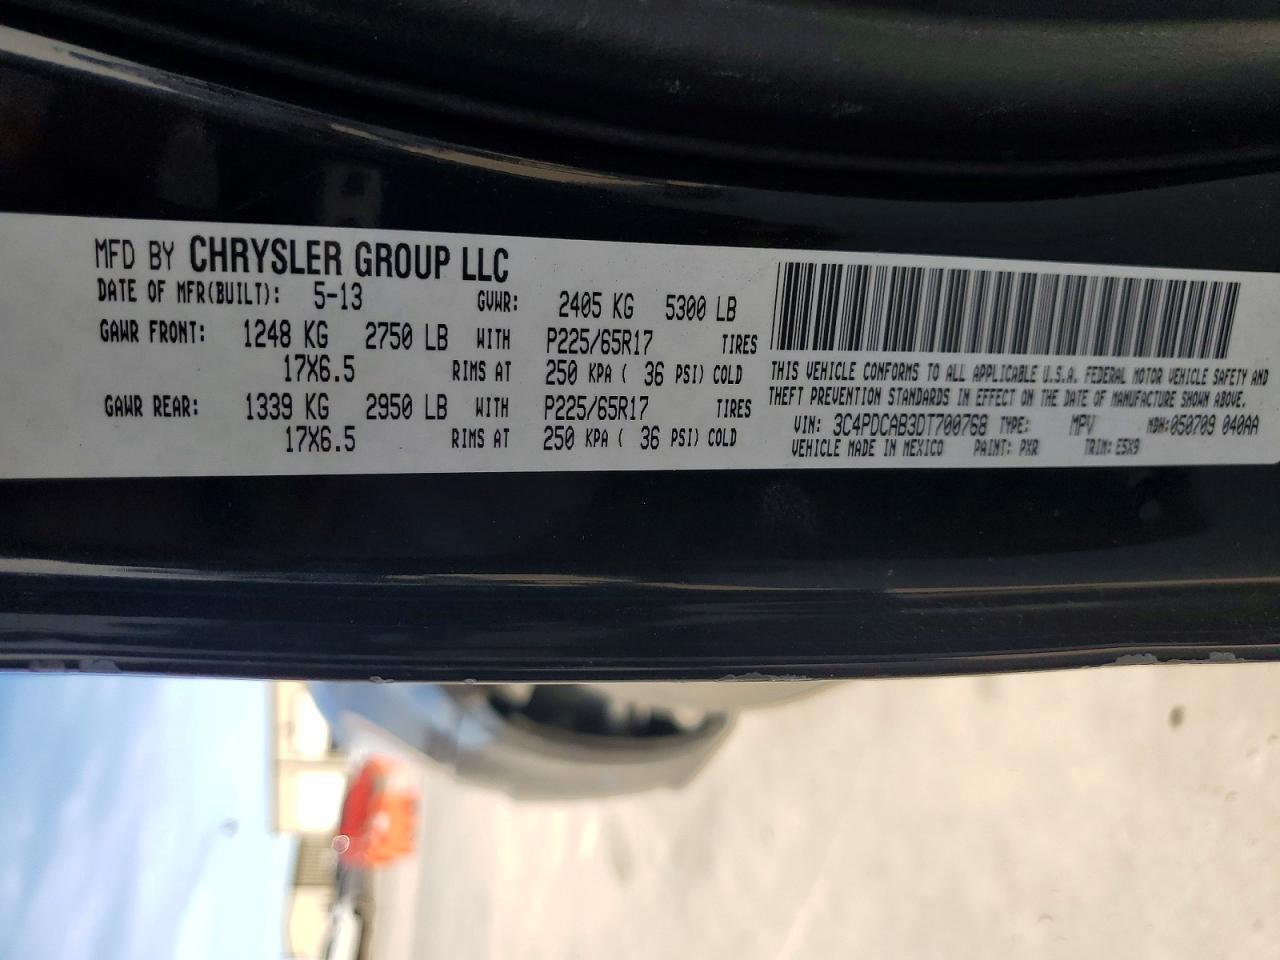 MFD BY CHRYSLER GROUP LLC
DATE OF MFR(BUILT): 5-13 GVWR: 2405 KG 5300 LB
GAWR FRONT: 1248 KG 2750 LB WITH P225/65R17 TIRES
17X6.5 RIMS AT 250 KPA ( 36 PSI) COLD
GAWR REAR: 1339 KG 2950 LB WITH P225/65R17 TIRES
17X6.5 RIMS AT 250 KPA ( 36 PSI) COLD
THIS VEHICLE CONFORMS TO ALL APPLICABLE U.S.A. FEDERAL MOTOR VEHICLE SAFETY AND
THEFT PREVENTION STANDARDS IN EFFECT ON THE DATE OF MANUFACTURE SHOWN ABOVE.
VIN: 3C4PDCAB3DT700768 TYPE: MPV MDH:050709 040AA
VEHICLE MADE IN MEXICO PAINT: PXR TRIM: E5X9